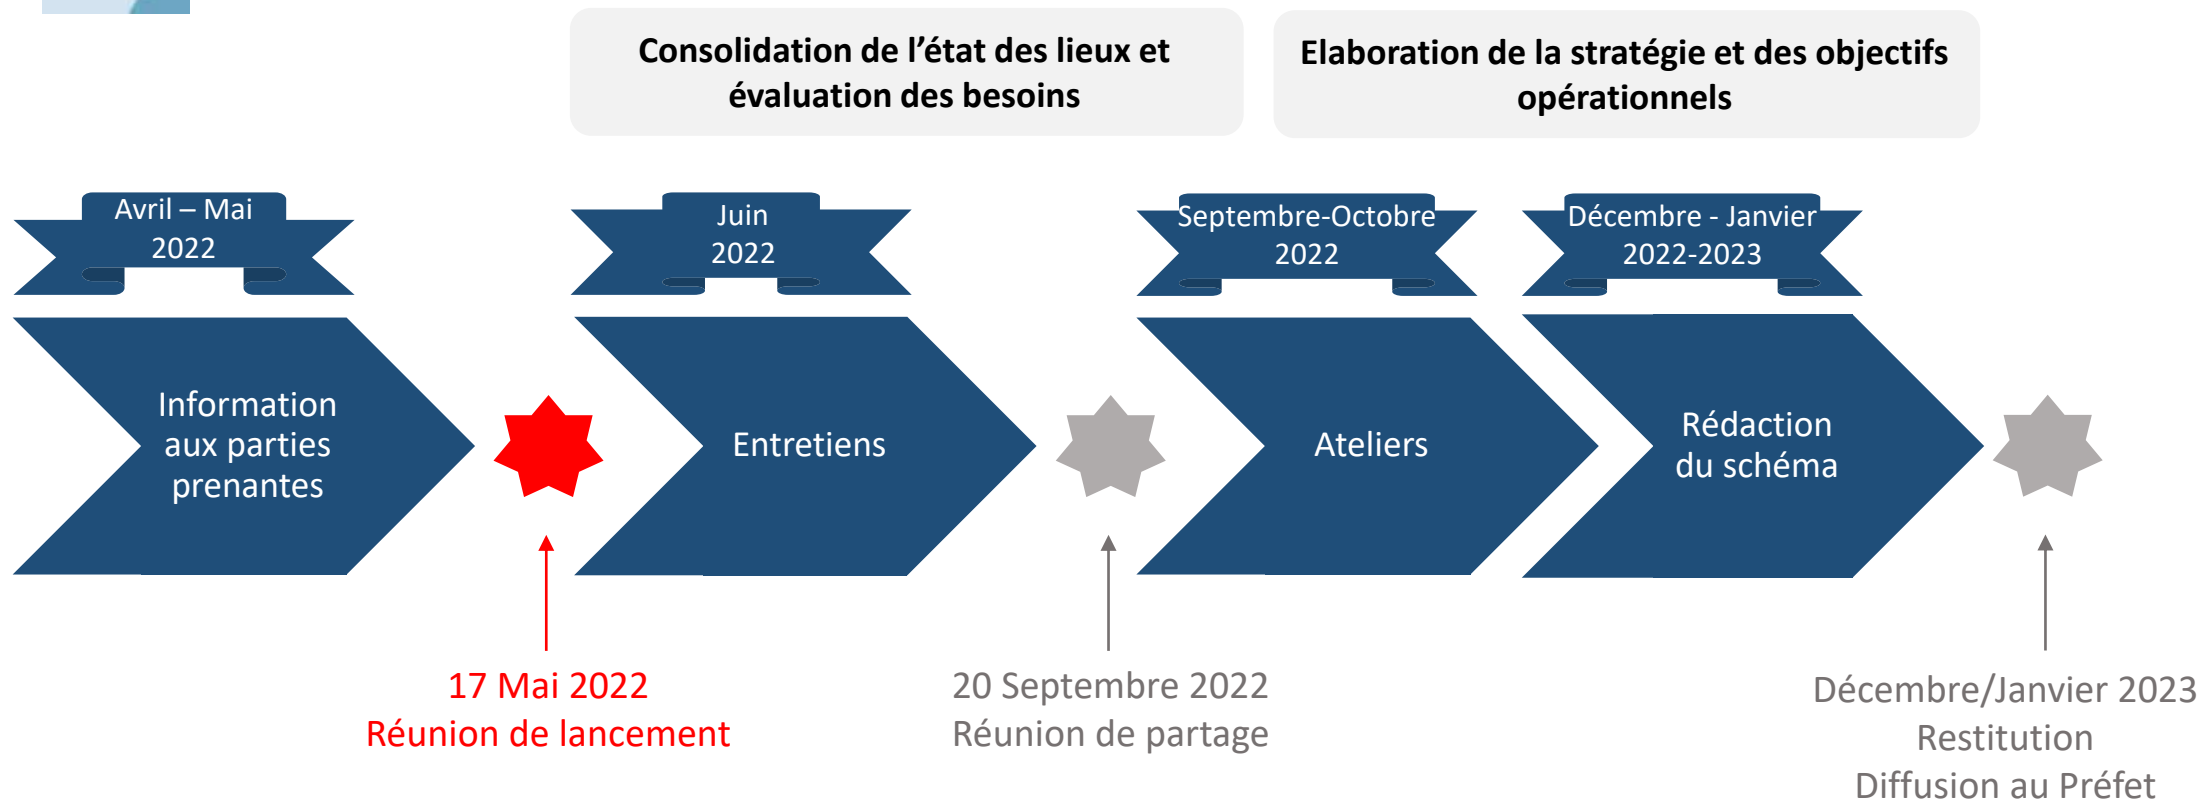 Consolidation de l’état des lieux et
évaluation des besoins
Elaboration de la stratégie et des objectifs
opérationnels
Avril – Mai
2022
Juin
2022
Septembre-Octobre
2022
Décembre - Janvier
2022-2023
Information
aux parties
prenantes
Entretiens
Ateliers
Rédaction
du schéma
17 Mai 2022
Réunion de lancement
20 Septembre 2022
Réunion de partage
Décembre/Janvier 2023
Restitution
Diffusion au Préfet